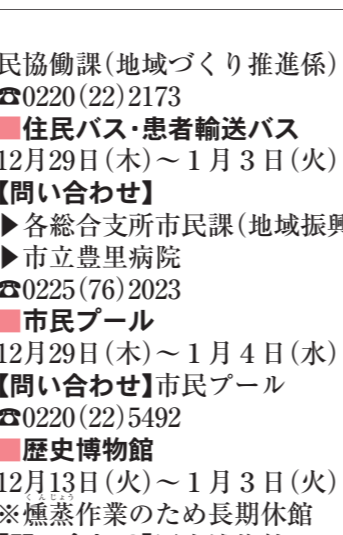 民協働課（地域づくり推進係）
☎0220（22）2173
■住民バス・患者輸送バス
12月29日（木）～１月３日（火）
【問い合わせ】
▶各総合支所市民課（地域振興
▶市立豊里病院
☎0225（76）2023
■市民プール
12月29日（木）～１月４日（水）
【問い合わせ】市民プール
☎0220（22）5492
■歴史博物館
12月13日（火）～１月３日（火）
くんじょう
※燻蒸作業のため長期休館